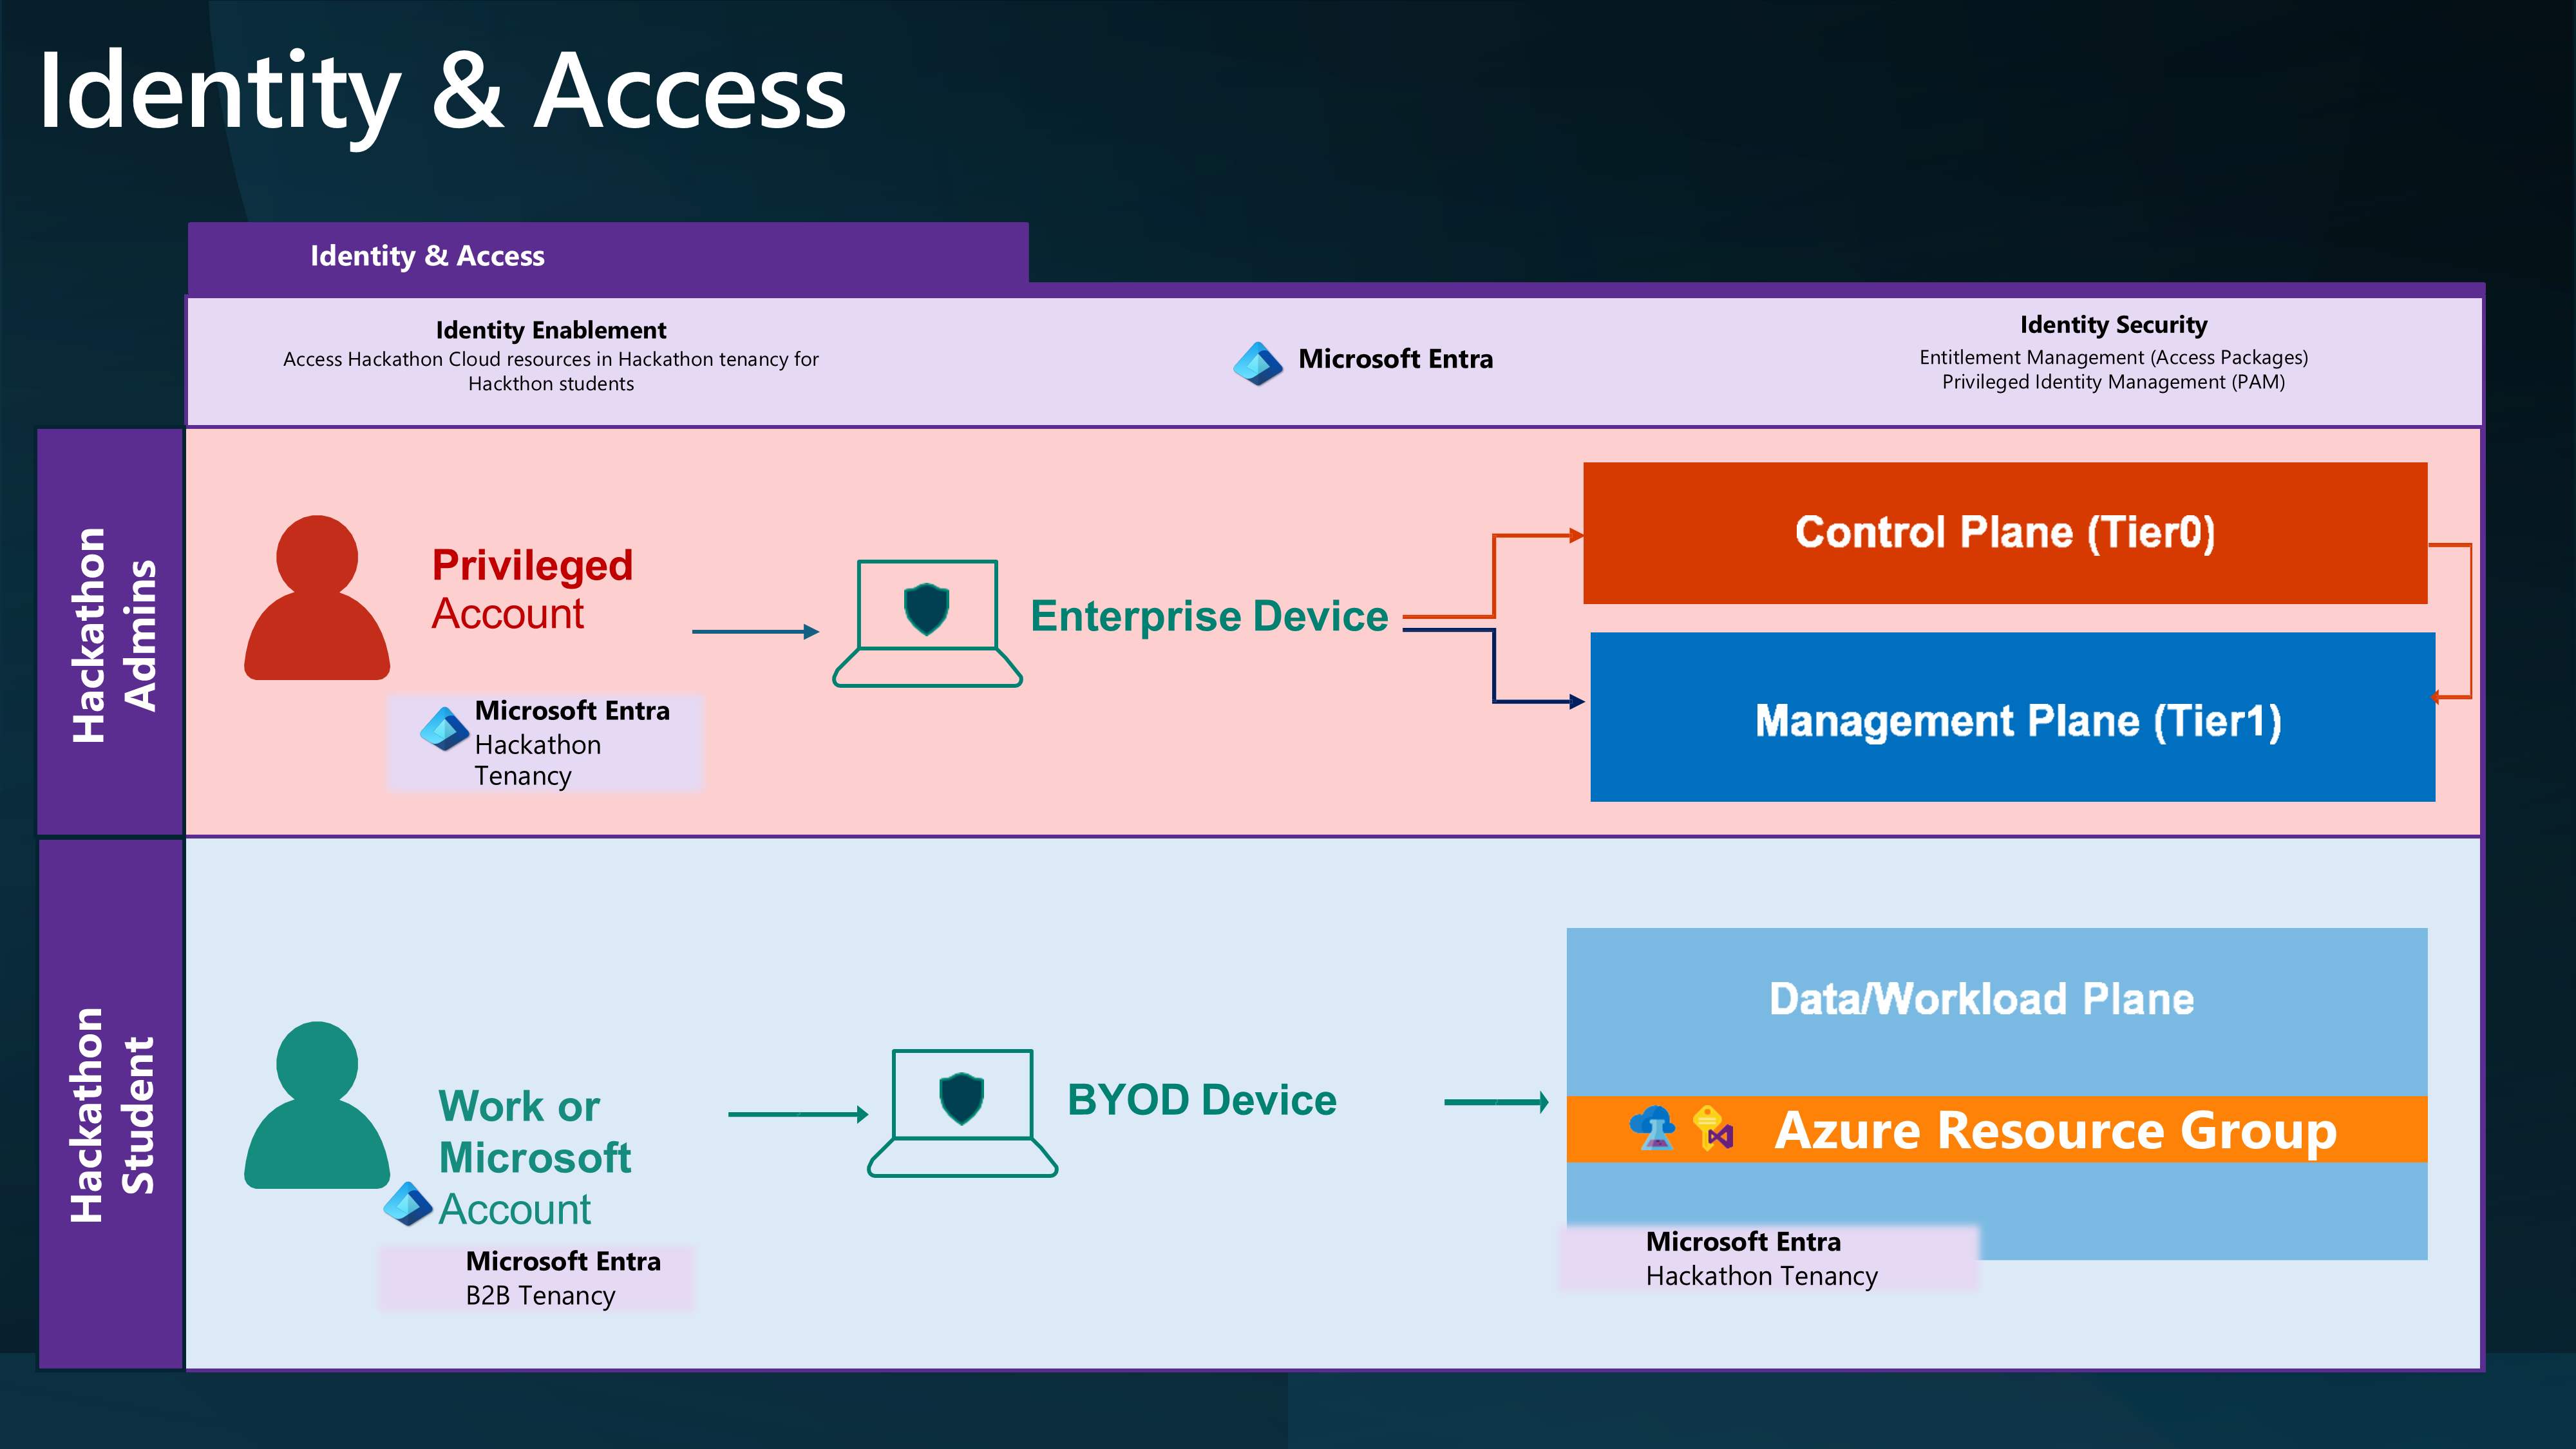 Identity & Access
Identity & Access
Identity Enablement
Access Hackathon Cloud resources in Hackathon tenancy for
Hackthon students
Microsoft Entra
Identity Security
Entitlement Management (Access Packages)
Privileged Identity Management (PAM)
Hackathon
Admins
Privileged
Account
Microsoft Entra
Hackathon
Tenancy
Enterprise Device
Control Plane (Tier0)
Management Plane (Tier1)
Hackathon
Student
Work or
Microsoft
Account
Microsoft Entra
B2B Tenancy
BYOD Device
Data/Workload Plane
Azure Resource Group
Microsoft Entra
Hackathon Tenancy